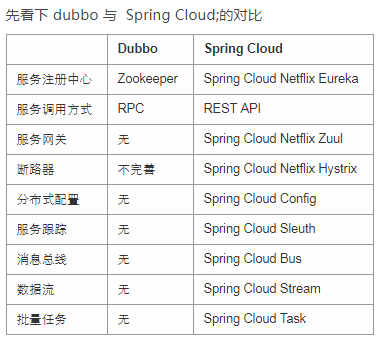 先看下 dubbo 与  Spring Cloud;的对比
Dubbo Spring Cloud
服务注册中心 Zookeeper Spring Cloud Netflix Eureka
服务调用方式 RPC REST API
服务网关 无 Spring Cloud Netflix Zuul
断路器 不完善 Spring Cloud Netflix Hystrix
分布式配置 无 Spring Cloud Config
服务跟踪 无 Spring Cloud Sleuth
消息总线 无 Spring Cloud Bus
数据流 无 Spring Cloud Stream
批量任务 无 Spring Cloud Task